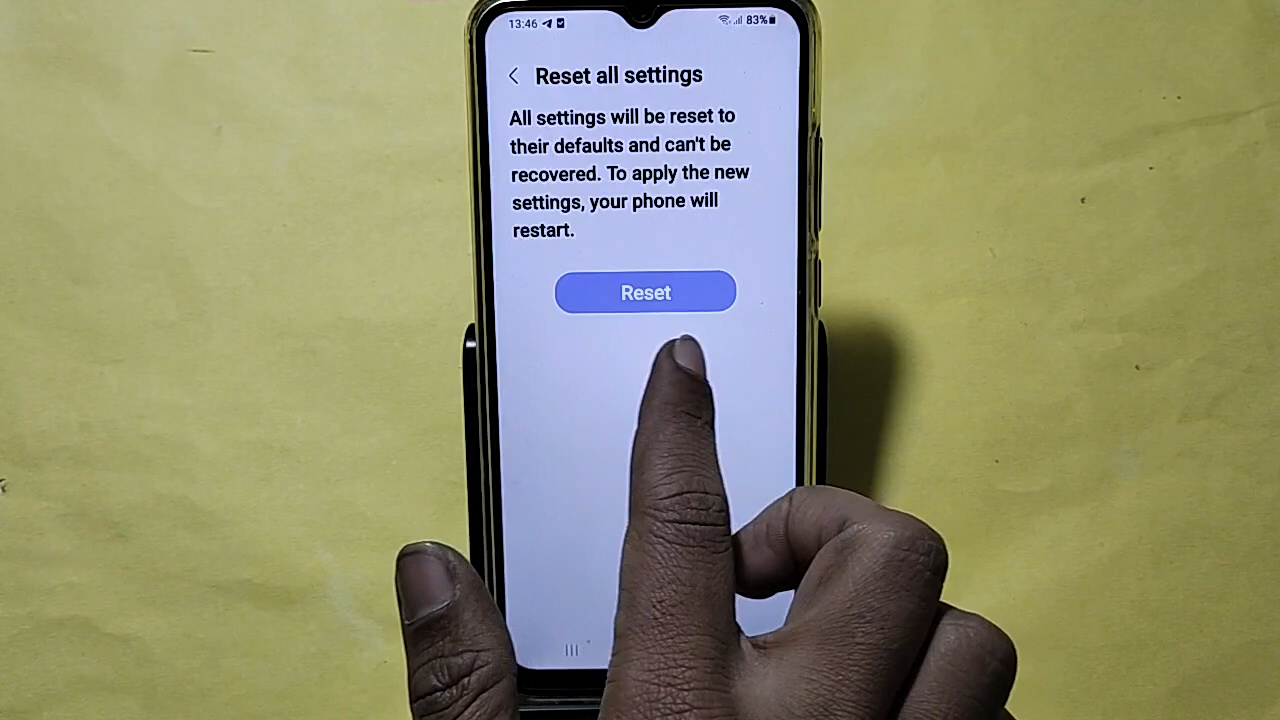 13:46 83%
Reset all settings
All settings will be reset to
their defaults and can't be
recovered. To apply the new
settings, your phone will
restart.
Reset